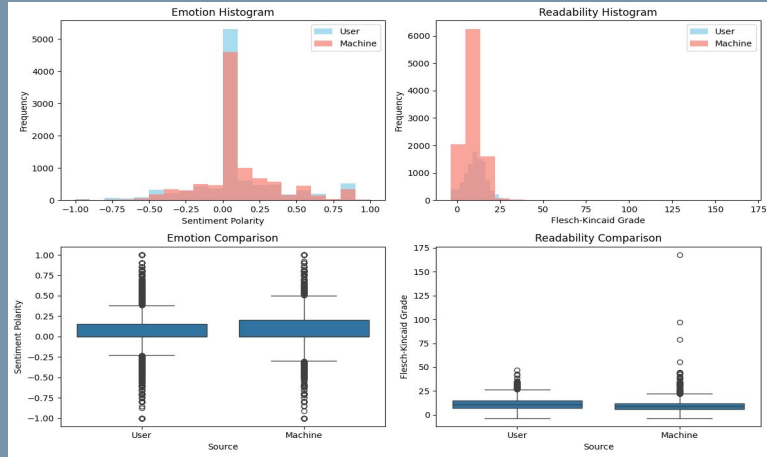 Emotion Histogram
User
Machine
5000
4000
3000
2000
1000
0
Frequency
−1.00 −0.75 −0.50 −0.25 0.00 0.25 0.50 0.75 1.00
Sentiment Polarity
Readability Histogram
User
Machine
6000
5000
4000
3000
2000
1000
0
Frequency
0 25 50 75 100 125 150 175
Flesch-Kincaid Grade
Emotion Comparison
1.00
0.75
0.50
0.25
0.00
−0.25
−0.50
−0.75
−1.00
Sentiment Polarity
User Machine
Source
Readability Comparison
175
150
125
100
75
50
25
0
Flesch-Kincaid Grade
User Machine
Source